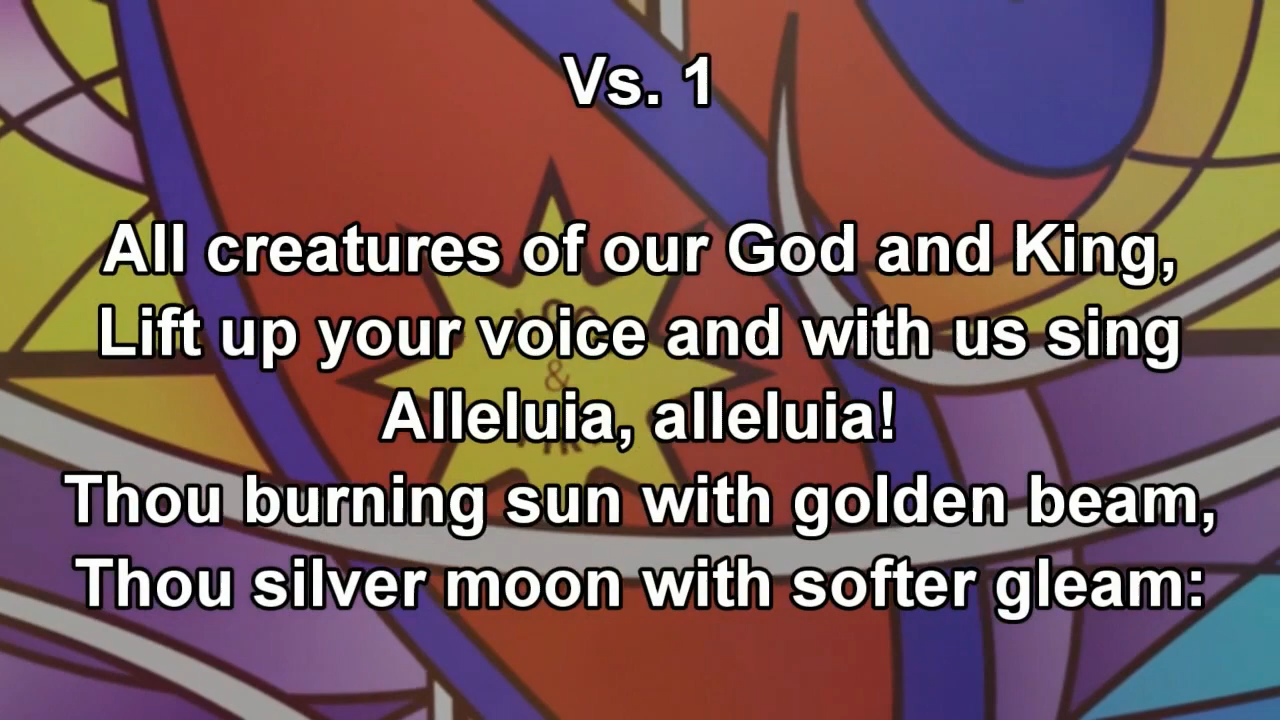 Vs. 1
All creatures of our God and King,
Lift up your voice and with us sing
Alleluia, alleluia!
Thou burning sun with golden beam,
Thou silver moon with softer gleam:
&